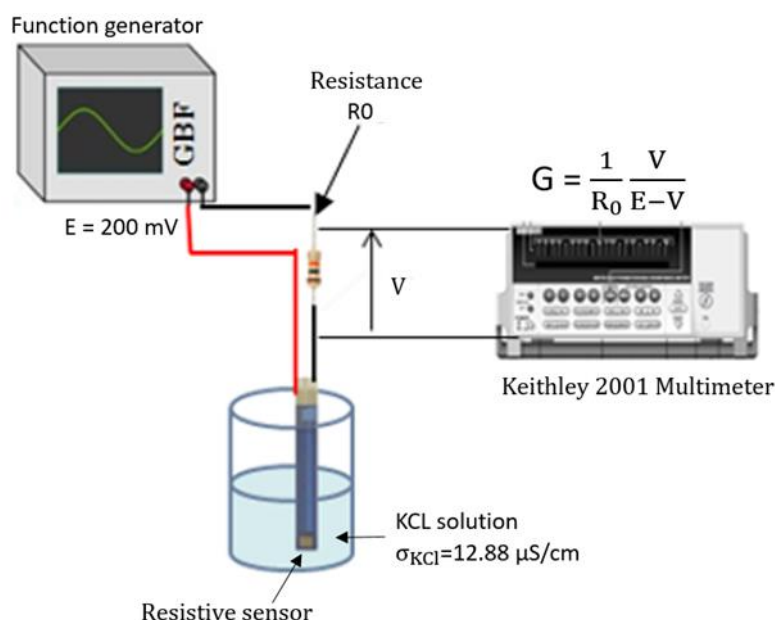 Function generator
GBF
E = 200 mV
Resistance
R0
G = 1/R₀ V/E−V
V
Keithley 2001 Multimeter
KCL solution
σKCl=12.88 µS/cm
Resistive sensor